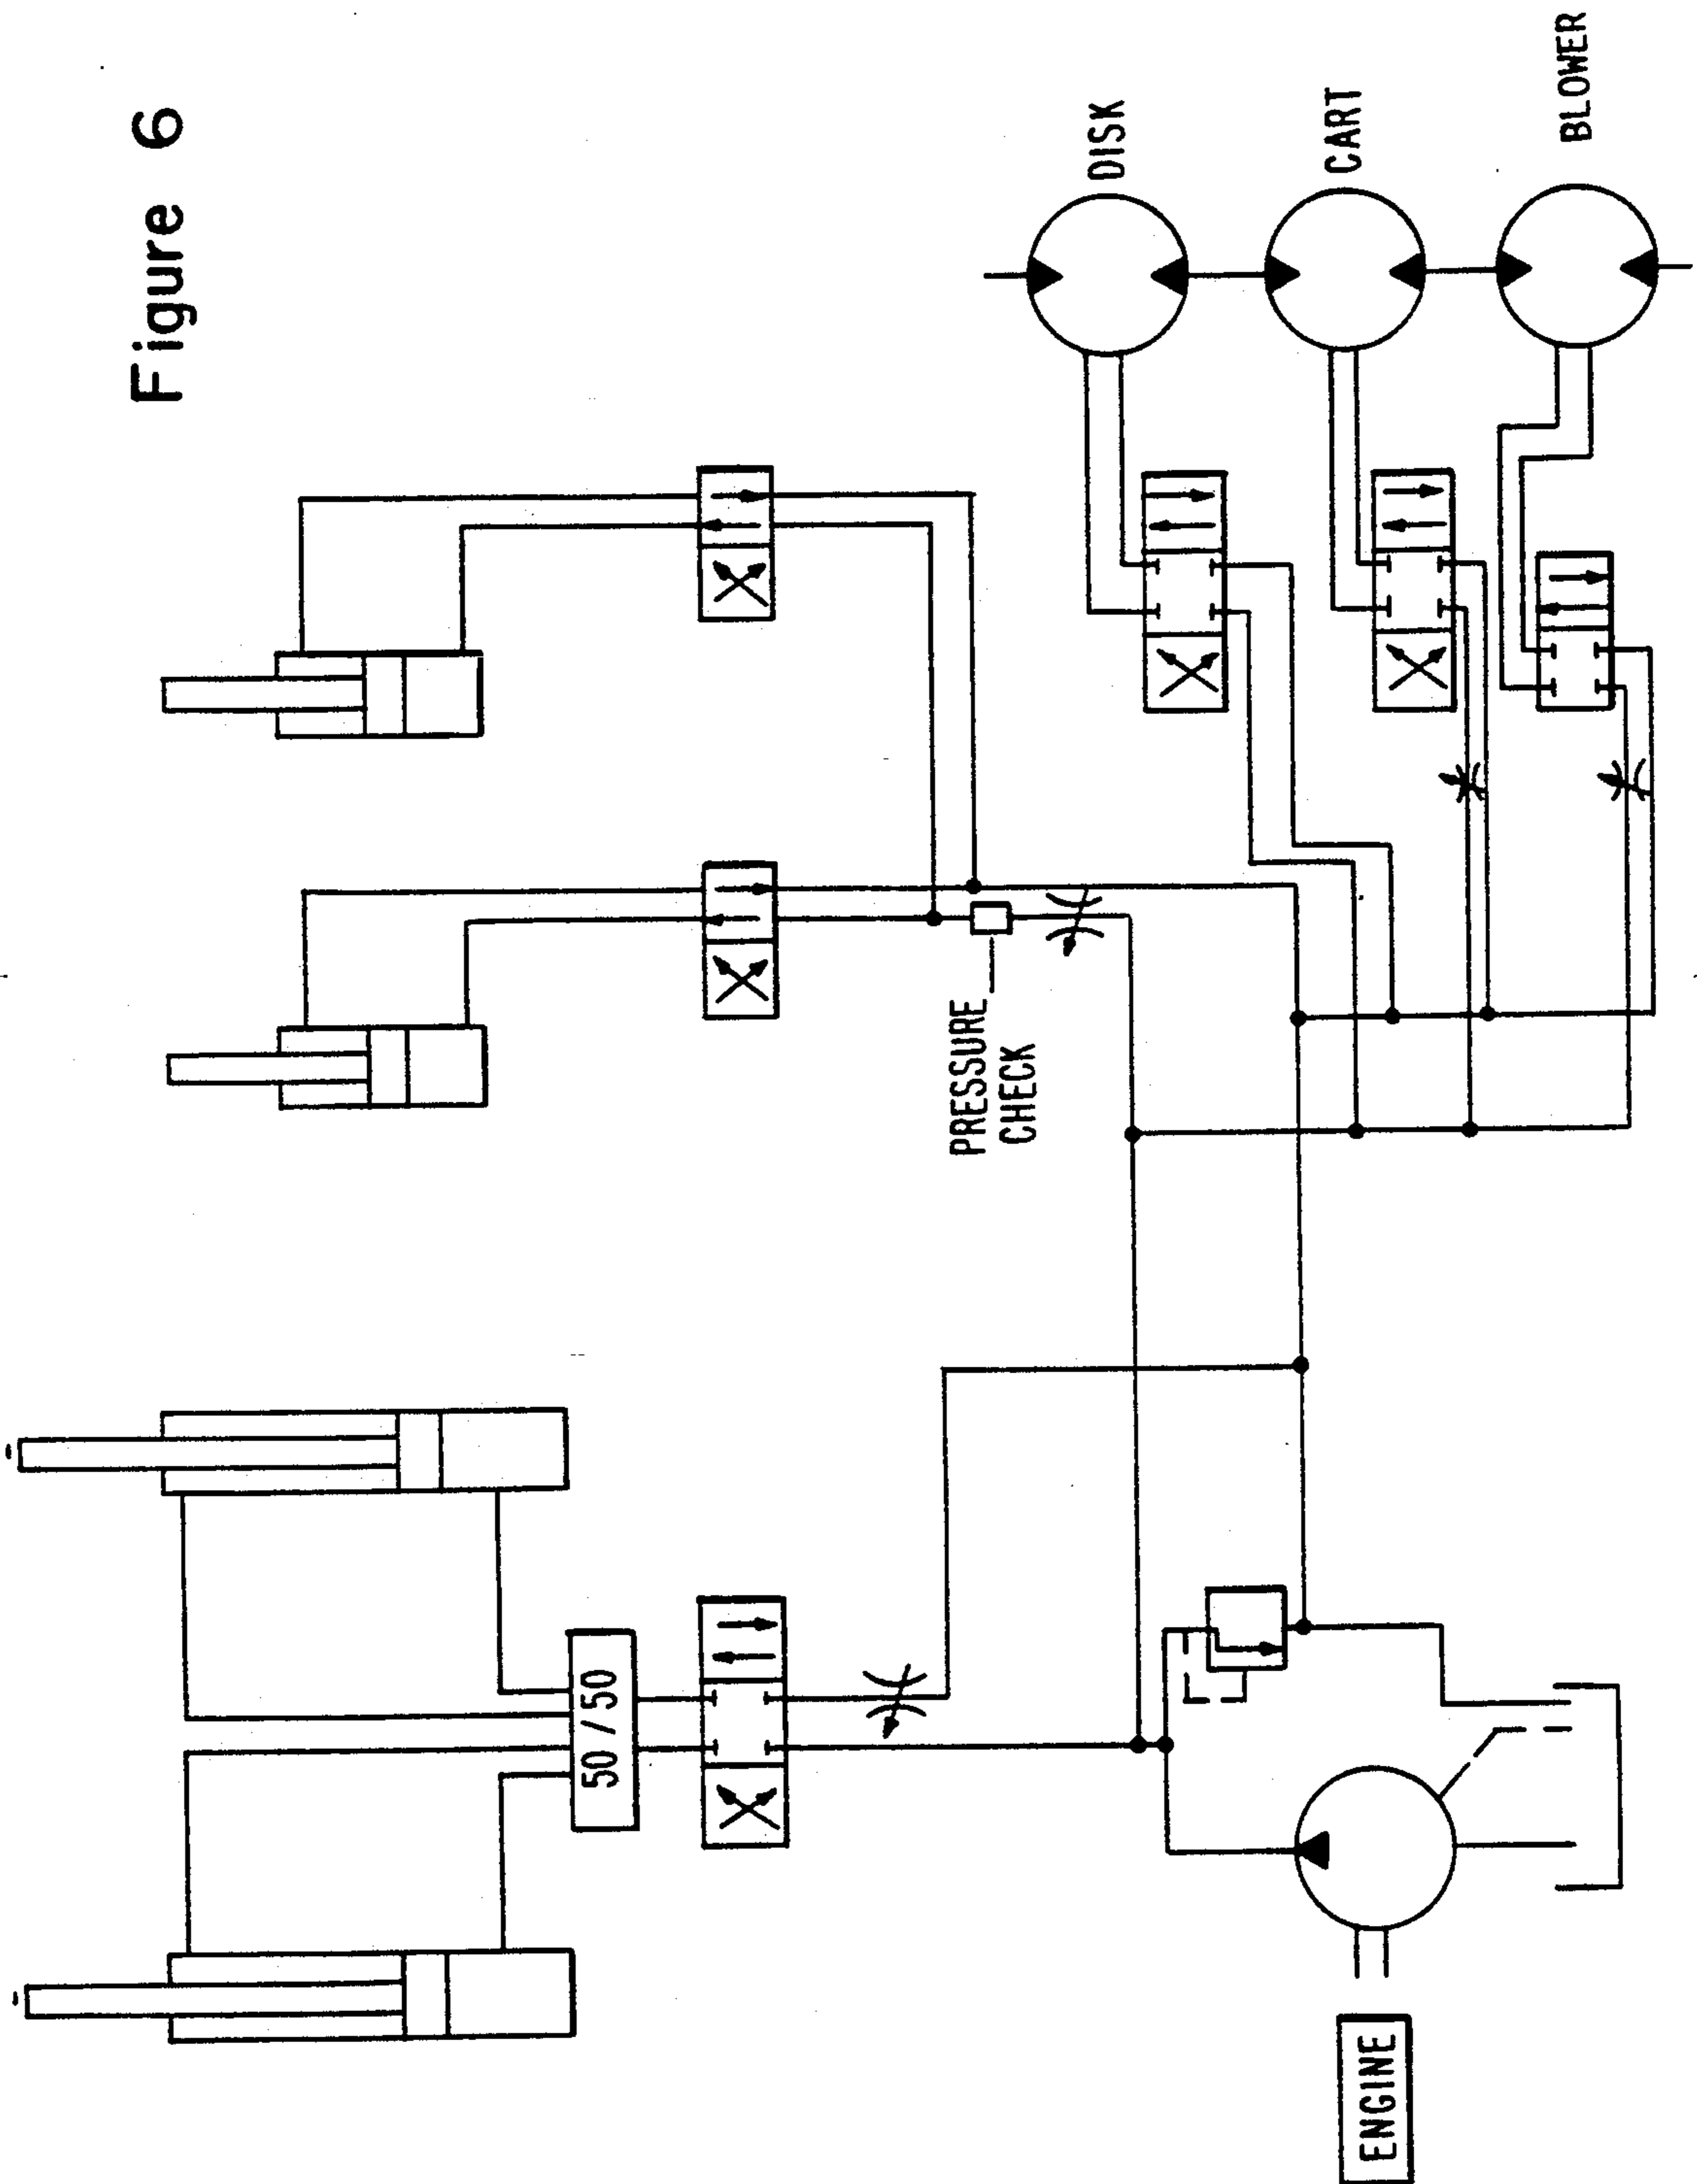 Figure 6
DISK
CART
BLOWER
PRESSURE
CHECK
50/50
ENGINE